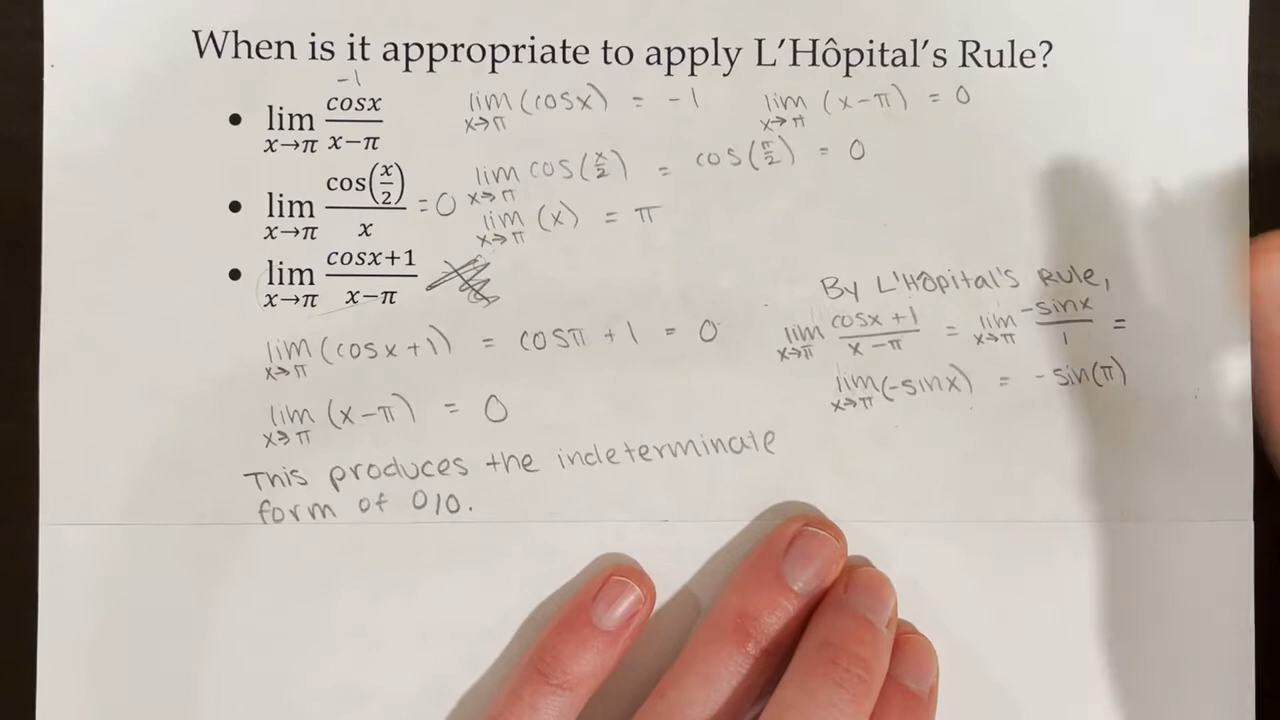 When is it appropriate to apply L'Hôpital's Rule?
-1
• lim x→π cosx / x−π
lim x→π (cosx) = -1
lim x→π (x-π) = 0
• lim x→π cos(x/2) / x = 0
lim x→π cos(x/2) = cos(π/2) = 0
lim x→π (x) = π
• lim x→π cosx+1 / x−π
lim x→π (cosx+1) = cosπ + 1 = 0
lim x→π (x-π) = 0
This produces the indeterminate
form of 0/0.
By L'Hôpital's Rule,
lim x→π cosx +1 / x-π = lim x→π -sinx / 1 =
lim x→π (-sinx) = -sin(π)